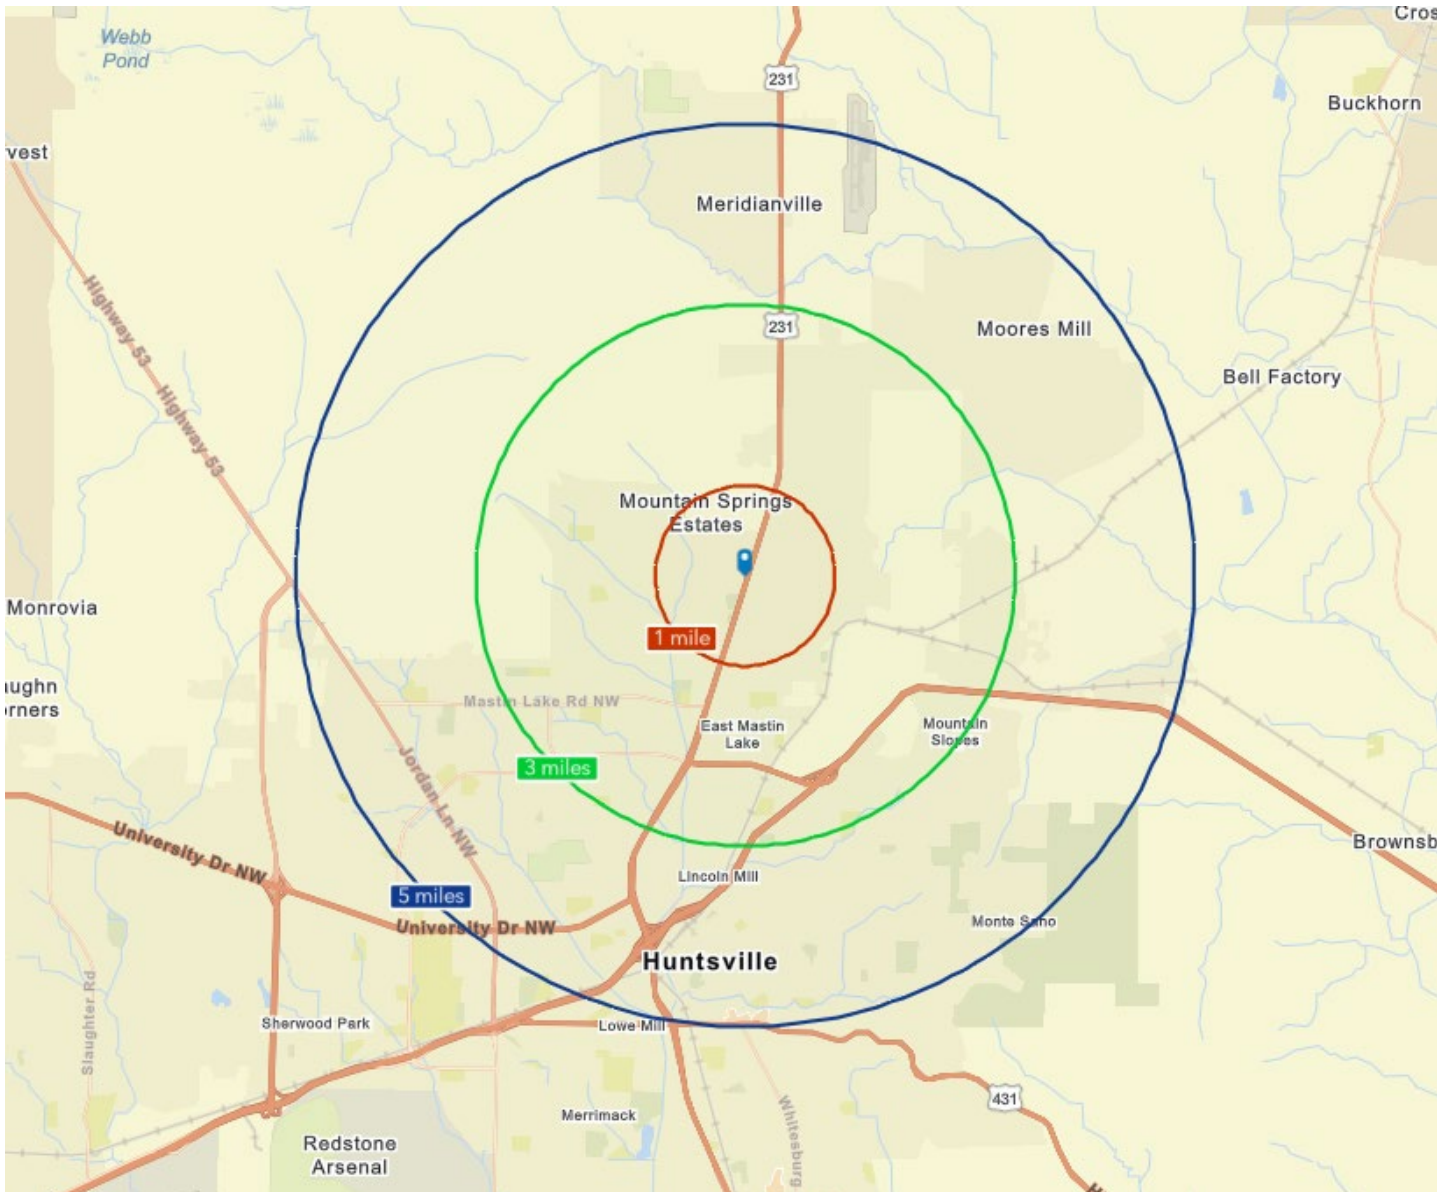 Cros
Webb
Pond
231
Buckhorn
vest
Meridianville
Highway 53
231
Moores Mill
Bell Factory
Highway 53
Mountain Springs
Estates
Monrovia
1 mile
aughn
orners
Mastin Lake Rd NW
East Mastin
Lake
Mountain
Slopes
3 miles
Jordan Ln NW
University Dr NW
Brownsb
Lincoln Mill
5 miles
University Dr NW
Monte Sano
Huntsville
Slaughter Rd
Sherwood Park
Lowe Mill
431
Merrimack
Whitesburg
Redstone
Arsenal